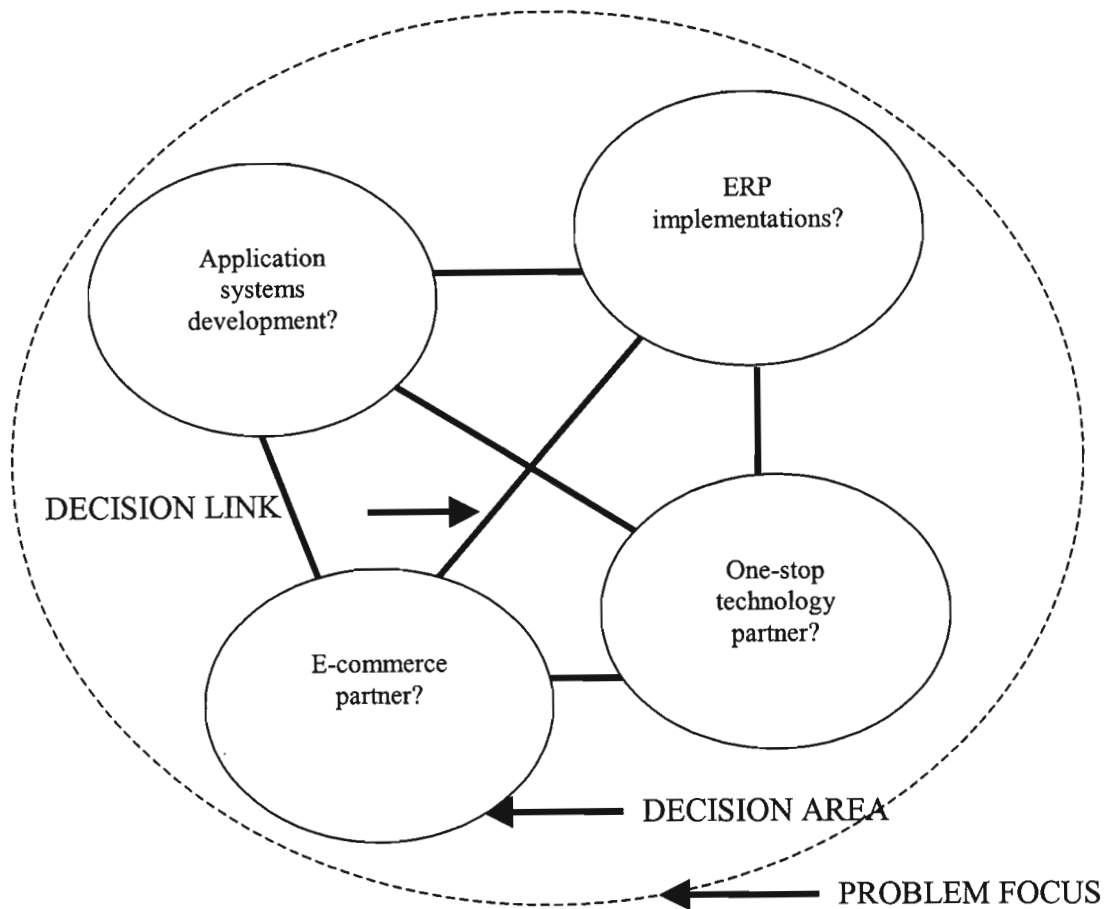 ERP
implementations?
Application
systems
development?
DECISION LINK
One-stop
technology
partner?
E-commerce
partner?
DECISION AREA
PROBLEM FOCUS